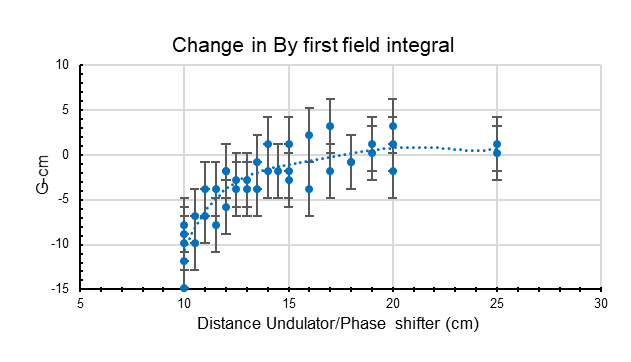 Change in By first field integral
10
5
0
-5
-10
-15
G-cm
5 10 15 20 25 30
Distance Undulator/Phase shifter (cm)